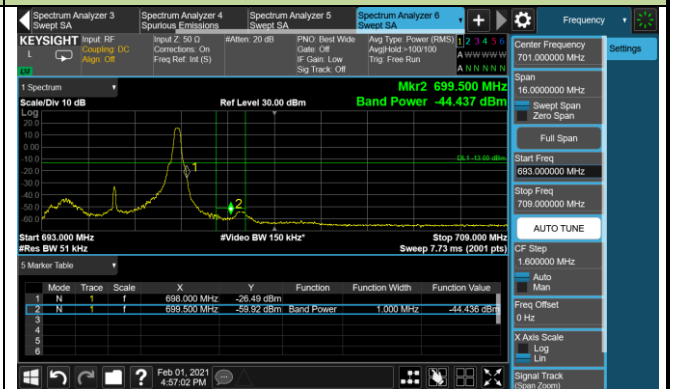 Spectrum Analyzer 3 Swept SA
Spectrum Analyzer 4 Spurious Emissions
Spectrum Analyzer 5 Swept SA
Spectrum Analyzer 6 Swept SA
+
Frequency
KEYSIGHT
L
LW
Input: RF
Coupling: DC
Align: Off
Input Z: 50 Ω
Corrections: On
Freq Ref: Int (S)
#Atten: 20 dB
PNO: Best Wide
Gate: Off
IF Gain: Low
Sig Track: Off
Avg Type: Power (RMS)
Avg|Hold:>100/100
Trig: Free Run
1 2 3 4 5 6
A W W W W W
A N N N N N
1 Spectrum
Scale/Div 10 dB
Ref Level 30.00 dBm
Mkr2 699.500 MHz
Band Power -44.437 dBm
Log
20.0
10.0
0.00
-10.0
-20.0
-30.0
-40.0
-50.0
-60.0
DL1 -13.00 dBm
1
2
Start 693.000 MHz
#Video BW 150 kHz*
Stop 709.000 MHz
#Res BW 51 kHz
Sweep 7.73 ms (2001 pts)
5 Marker Table
Mode Trace Scale X Y Function Function Width Function Value
1 N 1 f 698.000 MHz -26.49 dBm
2 N 1 f 699.500 MHz -59.92 dBm Band Power 1.000 MHz -44.436 dBm
3
4
5
6
Center Frequency
701.000000 MHz
Settings
Span
16.0000000 MHz
Swept Span
Zero Span
Full Span
Start Freq
693.000000 MHz
Stop Freq
709.000000 MHz
AUTO TUNE
CF Step
1.600000 MHz
Auto
Man
Freq Offset
0 Hz
X Axis Scale
Log
Lin
Signal Track
(Span Zoom)
?
Feb 01, 2021
4:57:02 PM